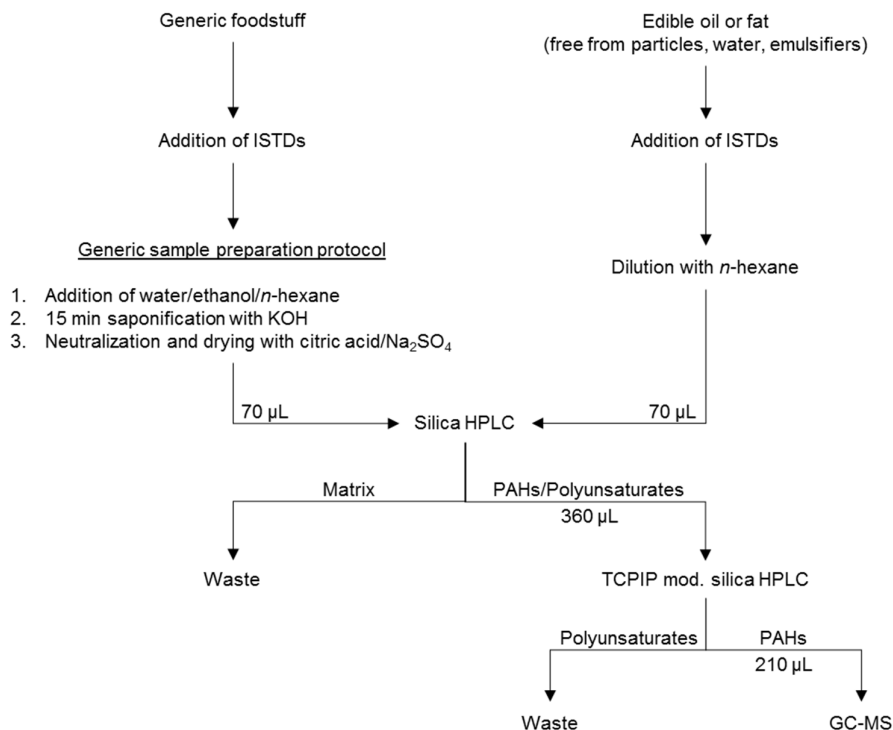 Generic foodstuff
Edible oil or fat
(free from particles, water, emulsifiers)
Addition of ISTDs
Addition of ISTDs
Generic sample preparation protocol
Dilution with n-hexane
1. Addition of water/ethanol/n-hexane
2. 15 min saponification with KOH
3. Neutralization and drying with citric acid/Na₂SO₄
70 µL
Silica HPLC
70 µL
Matrix
PAHs/Polyunsaturates
360 µL
Waste
TCPIP mod. silica HPLC
Polyunsaturates
PAHs
210 µL
Waste
GC-MS